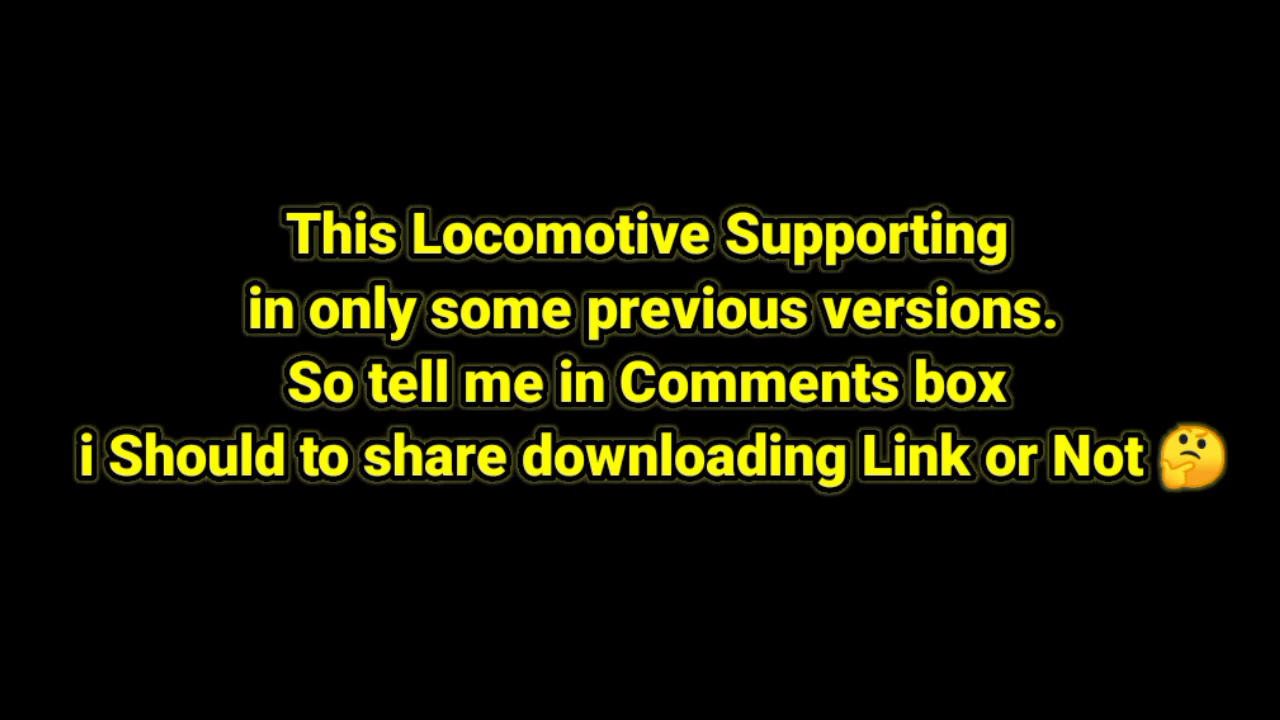 This Locomotive Supporting
in only some previous versions.
So tell me in Comments box
i Should to share downloading Link or Not 🤔